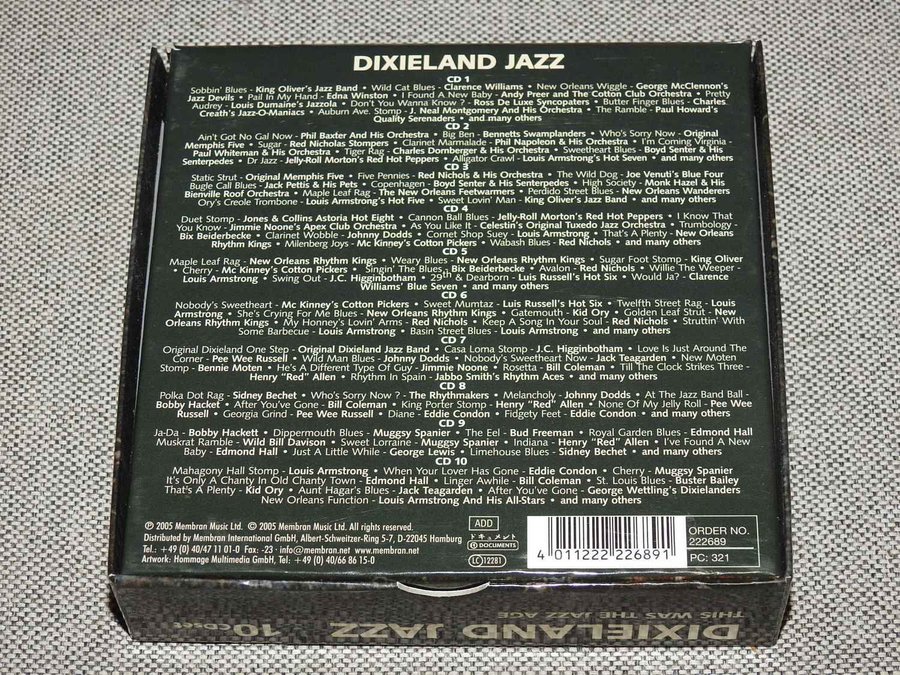 DIXIELAND JAZZ
CD 1
Sobbin' Blues - King Oliver's Jazz Band • Wild Cat Blues - Clarence Williams • New Orleans Wiggle - George McClennon's
Jazz Devils • Pail In My Hand - Edna Winston • I Found A New Baby - Andy Preer and The Cotton Club Orchestra • Pretty
Audrey - Louis Dumaine's Jazzola • Don't You Wanna Know ? - Ross De Luxe Syncopaters • Butter Finger Blues - Charles
Creath's Jazz-O-Maniacs • Auburn Ave. Stomp - J. Neal Montgomery And His Orchestra • The Ramble - Paul Howard's
Quality Serenaders • and many others
CD 2
Ain't Got No Gal Now - Phil Baxter And His Orchestra • Big Ben - Bennetts Swamplanders • Who's Sorry Now - Original
Memphis Five • Sugar - Red Nicholas Stompers • Clarinet Marmalade - Phil Napoleon & His Orchestra • I'm Coming Virginia -
Paul Whiteman & His Orchestra • Tiger Rag - Charles Dornberger & His Orchestra • Sweetheart Blues - Boyd Senter & His
Senterpedes • Dr Jazz - Jelly-Roll Morton's Red Hot Peppers • Alligator Crawl - Louis Armstrong's Hot Seven • and many others
CD 3
Static Strut - Original Memphis Five • Five Pennies - Red Nichols & His Orchestra • The Wild Dog - Joe Venuti's Blue Four
Bugle Call Blues - Jack Pettis & His Pets • Copenhagen - Boyd Senter & His Senterpedes • High Society - Monk Hazel & His
Bienville Roof Orchestra • Maple Leaf Rag - The New Orleans Feetwarmers • Perdido Street Blues - New Orleans Wanderers
Ory's Creole Trombone - Louis Armstrong's Hot Five • Sweet Lovin' Man - King Oliver's Jazz Band • and many others
CD 4
Duet Stomp - Jones & Collins Astoria Hot Eight • Cannon Ball Blues - Jelly-Roll Morton's Red Hot Peppers • I Know That
You Know - Jimmie Noone's Apex Club Orchestra • As You Like It - Celestin's Original Tuxedo Jazz Orchestra • Trumbology -
Bix Beiderbecke • Clarinet Wobble - Johnny Dodds • Cornet Shop Suey - Louis Armstrong • That's A Plenty - New Orleans
Rhythm Kings • Milenberg Joys - Mc Kinney's Cotton Pickers • Wabash Blues - Red Nichols • and many others
CD 5
Maple Leaf Rag - New Orleans Rhythm Kings • Weary Blues - New Orleans Rhythm Kings • Sugar Foot Stomp - King Oliver
• Cherry - Mc Kinney's Cotton Pickers • Singin' The Blues - Bix Beiderbecke • Avalon - Red Nichols • Willie The Weeper -
Louis Armstrong • Swing Out - J.C. Higginbotham • 29th & Dearborn - Luis Russell's Hot Six • Would Ja? - Clarence
Williams' Blue Seven • and many others
CD 6
Nobody's Sweetheart - Mc Kinney's Cotton Pickers • Sweet Mumtaz - Luis Russell's Hot Six • Twelfth Street Rag - Louis
Armstrong • She's Crying For Me Blues - New Orleans Rhythm Kings • Gatemouth - Kid Ory • Golden Leaf Strut - New
Orleans Rhythm Kings • My Honney's Lovin' Arms - Red Nichols • Keep A Song In Your Soul - Red Nichols • Struttin' With
Some Barbecue - Louis Armstrong • Basin Street Blues - Louis Armstrong • and many others
CD 7
Original Dixieland One Step - Original Dixieland Jazz Band • Casa Lorna Stomp - J.C. Higginbotham • Love Is Just Around The
Corner - Pee Wee Russell • Wild Man Blues - Johnny Dodds • Nobody's Sweetheart Now - Jack Teagarden • New Moten
Stomp - Bennie Moten • He's A Different Type Of Guy - Jimmie Noone • Rosetta - Bill Coleman • Till The Clock Strikes Three -
Henry "Red" Allen • Rhythm In Spain - Jabbo Smith's Rhythm Aces • and many others
CD 8
Polka Dot Rag - Sidney Bechet • Who's Sorry Now ? - The Rhythmakers • Melancholy - Johnny Dodds • At The Jazz Band Ball -
Bobby Hacket • After You've Gone - Bill Coleman • King Porter Stomp - Henry "Red" Allen • None Of My Jelly Roll - Pee Wee
Russell • Georgia Grind - Pee Wee Russell • Diane - Eddie Condon • Fidgety Feet - Eddie Condon • and many others
CD 9
Ja-Da - Bobby Hackett • Dippermouth Blues - Muggsy Spanier • The Eel - Bud Freeman • Royal Garden Blues - Edmond Hall
Muskrat Ramble - Wild Bill Davison • Sweet Lorraine - Muggsy Spanier • Indiana - Henry "Red" Allen • I've Found A New
Baby - Edmond Hall • Just A Little While - George Lewis • Limehouse Blues - Sidney Bechet • and many others
CD 10
Mahagony Hall Stomp - Louis Armstrong • When Your Lover Has Gone - Eddie Condon • Cherry - Muggsy Spanier
It's Only A Chanty In Old Chanty Town - Edmond Hall • Linger Awhile - Bill Coleman • St. Louis Blues - Buster Bailey
That's A Plenty - Kid Ory • Aunt Hagar's Blues - Jack Teagarden • After You've Gone - George Wettling's Dixielanders
New Orleans Function - Louis Armstrong And His All-Stars • and many others
℗ 2005 Membran Music Ltd. © 2005 Membran Music Ltd. All rights reserved.
Distributed by Membran International GmbH, Albert-Schweitzer-Ring 5-7, D-22045 Hamburg
Tel.: +49 (0) 40/47 11 01-0 Fax: -23 · info@membran.net www.membran.net
Artwork: Hommage Multimedia GmbH, Tel: +49 (0) 40/66 86 15-0
ADD
ドキュメント
DOCUMENTS
LC 12281
4 011222 226891
ORDER NO.
222689
PC: 321
THIS WAS THE JAZZ AGE
DIXIELAND JAZZ 10CDSET